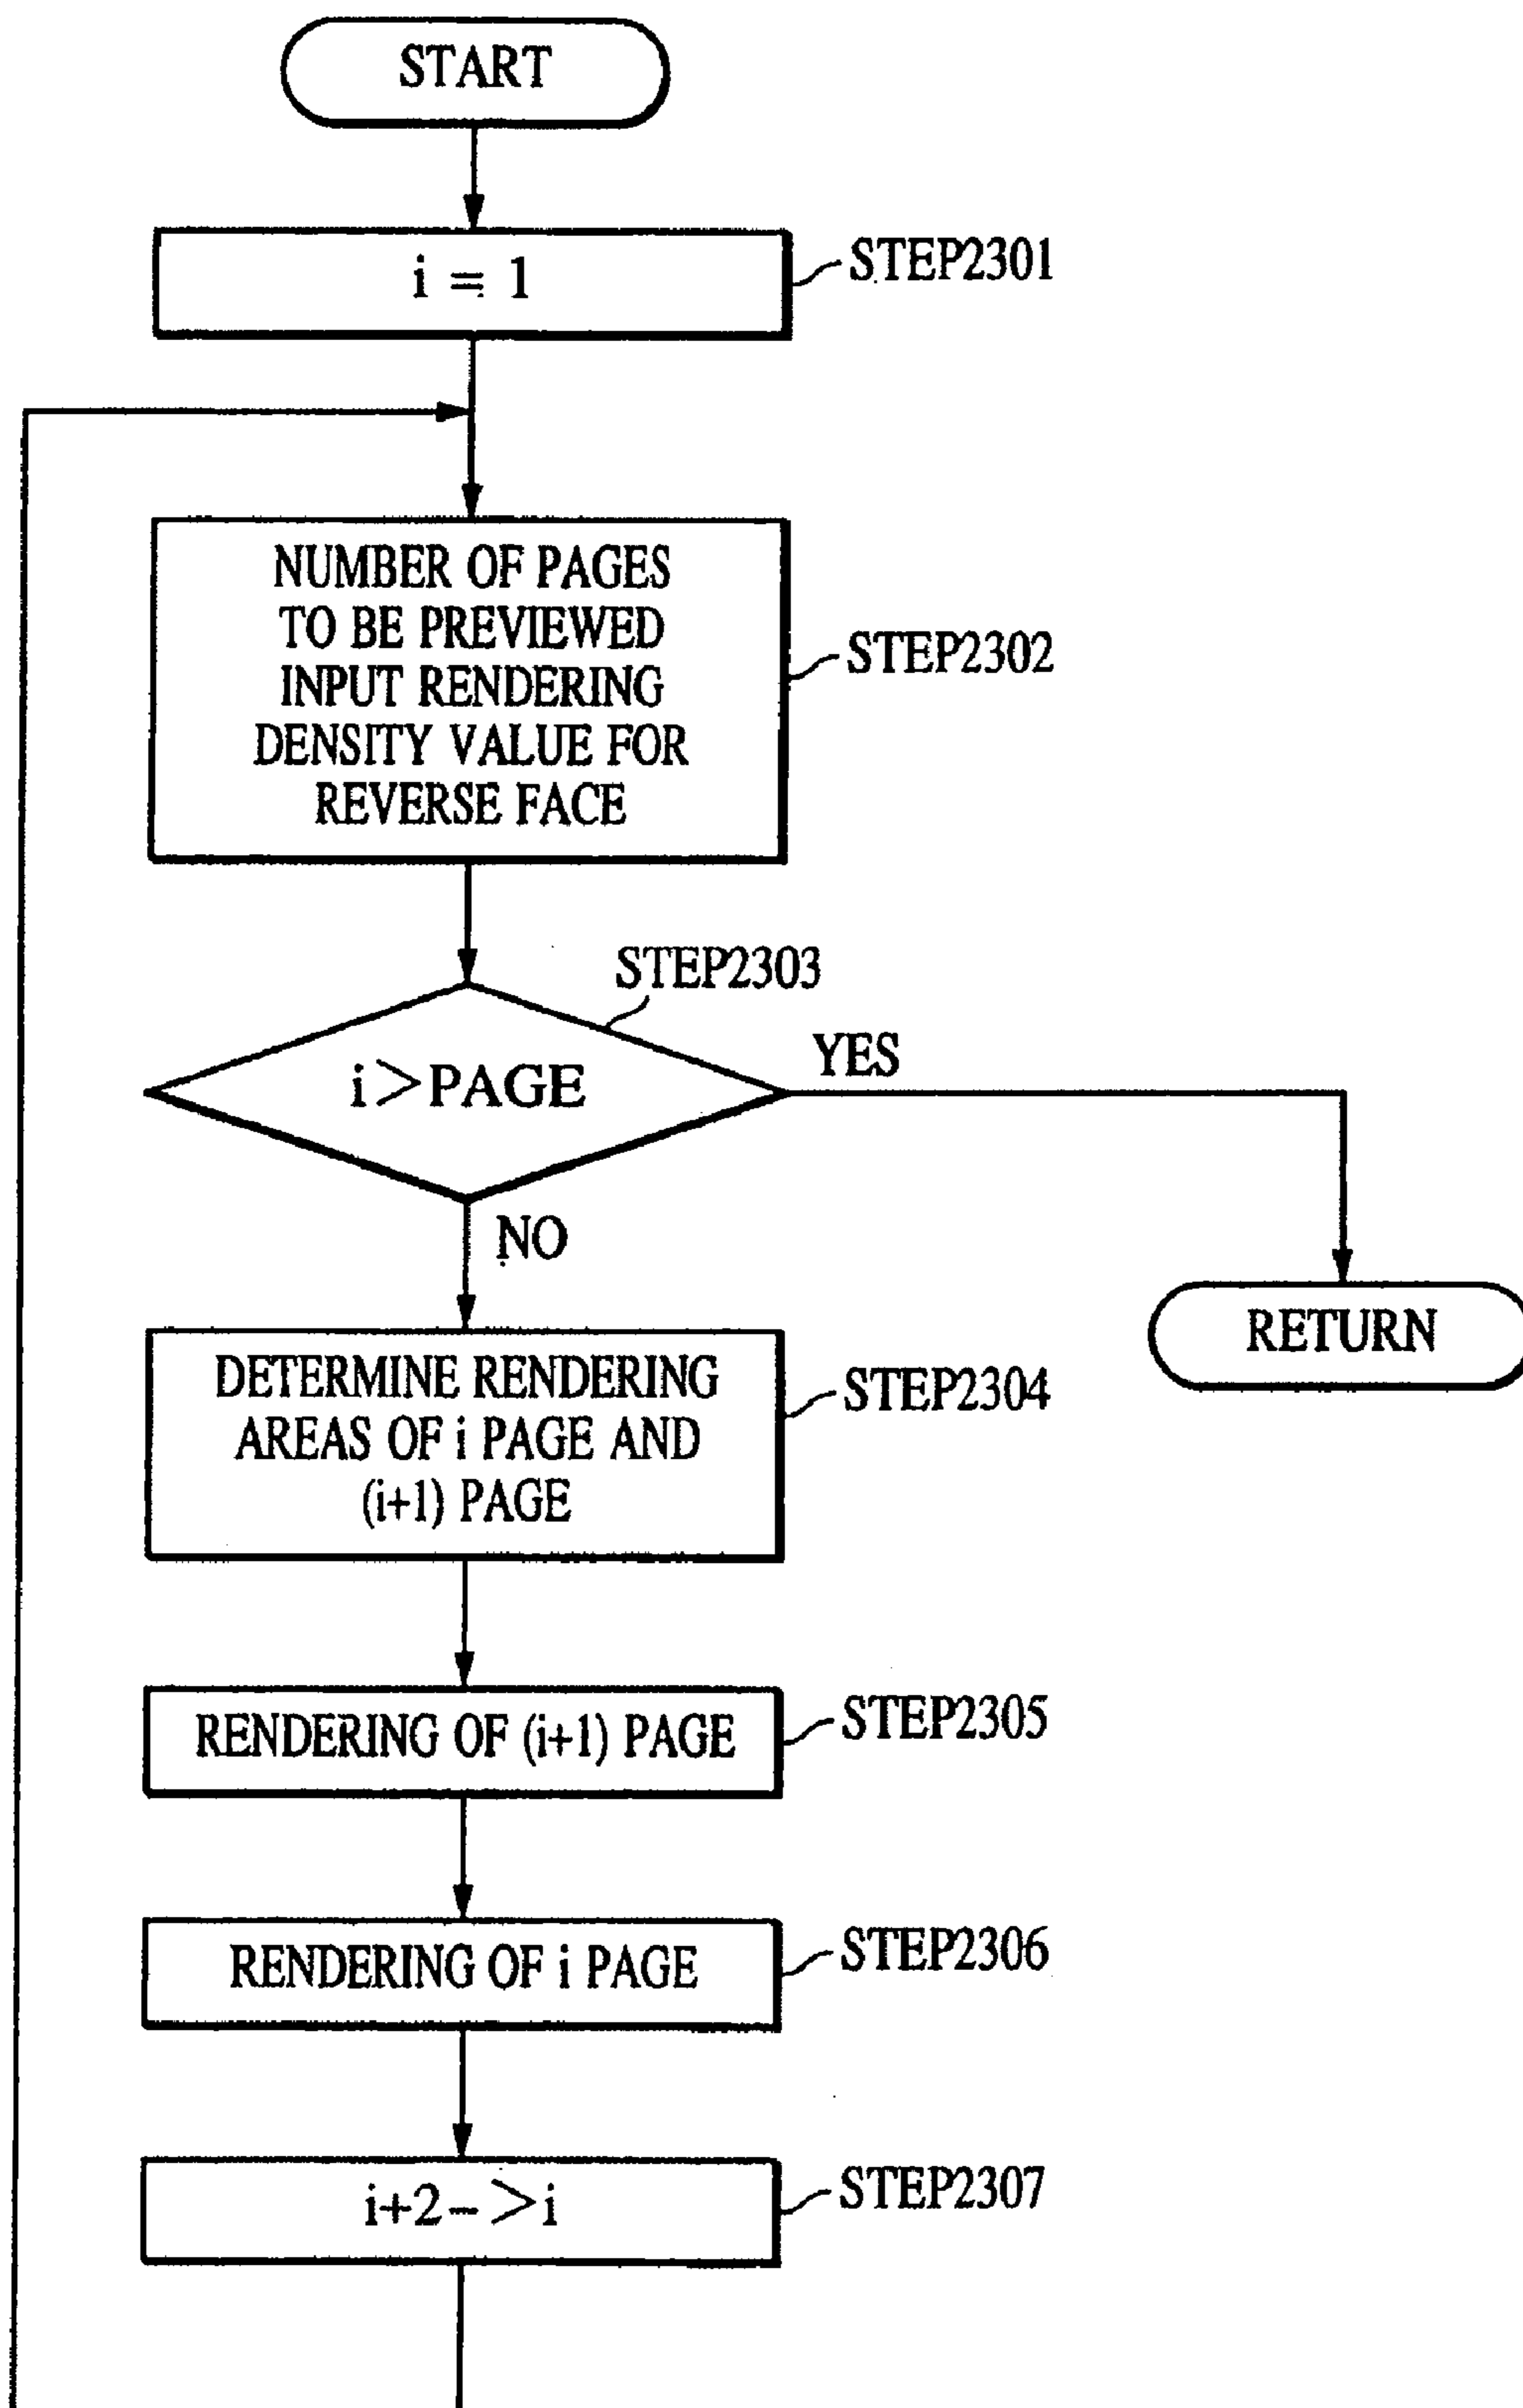 START
i = 1
STEP2301
NUMBER OF PAGES
TO BE PREVIEWED
INPUT RENDERING
DENSITY VALUE FOR
REVERSE FACE
STEP2302
STEP2303
i>PAGE
YES
NO
RETURN
DETERMINE RENDERING
AREAS OF i PAGE AND
(i+1) PAGE
STEP2304
RENDERING OF (i+1) PAGE
STEP2305
RENDERING OF i PAGE
STEP2306
i+2->i
STEP2307